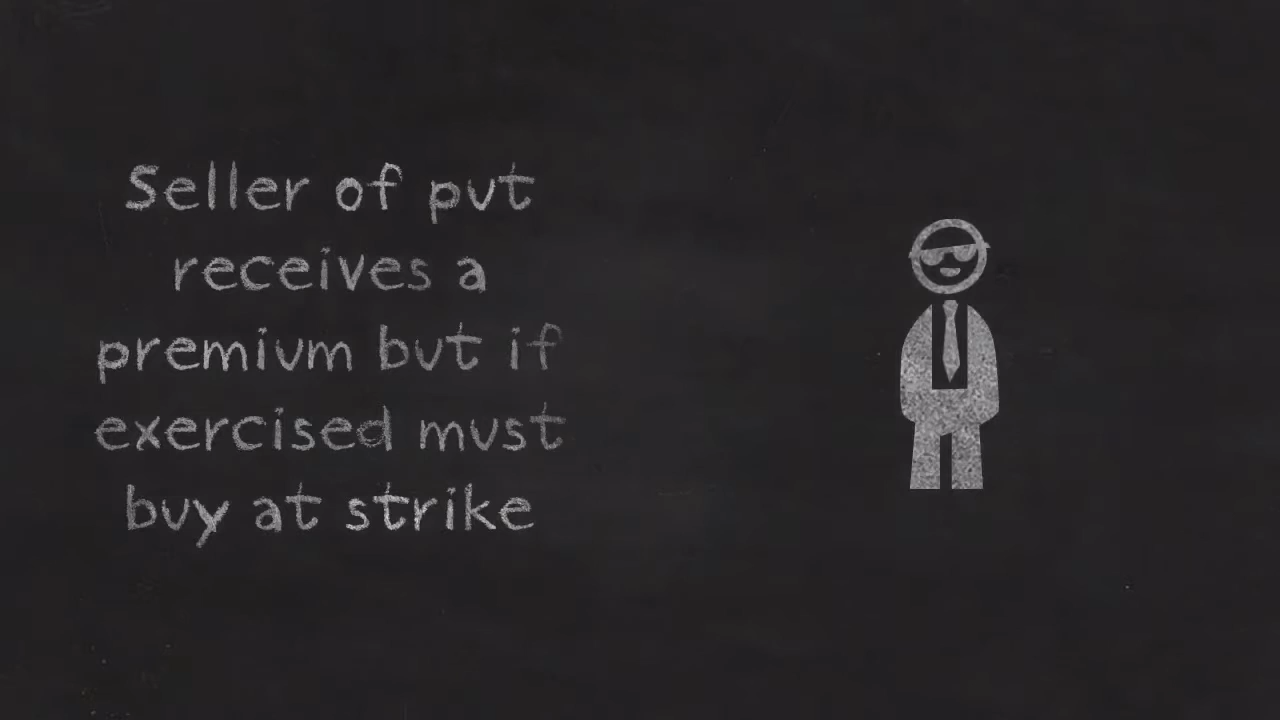 Seller of put
receives a
premium but if
exercised must
buy at strike